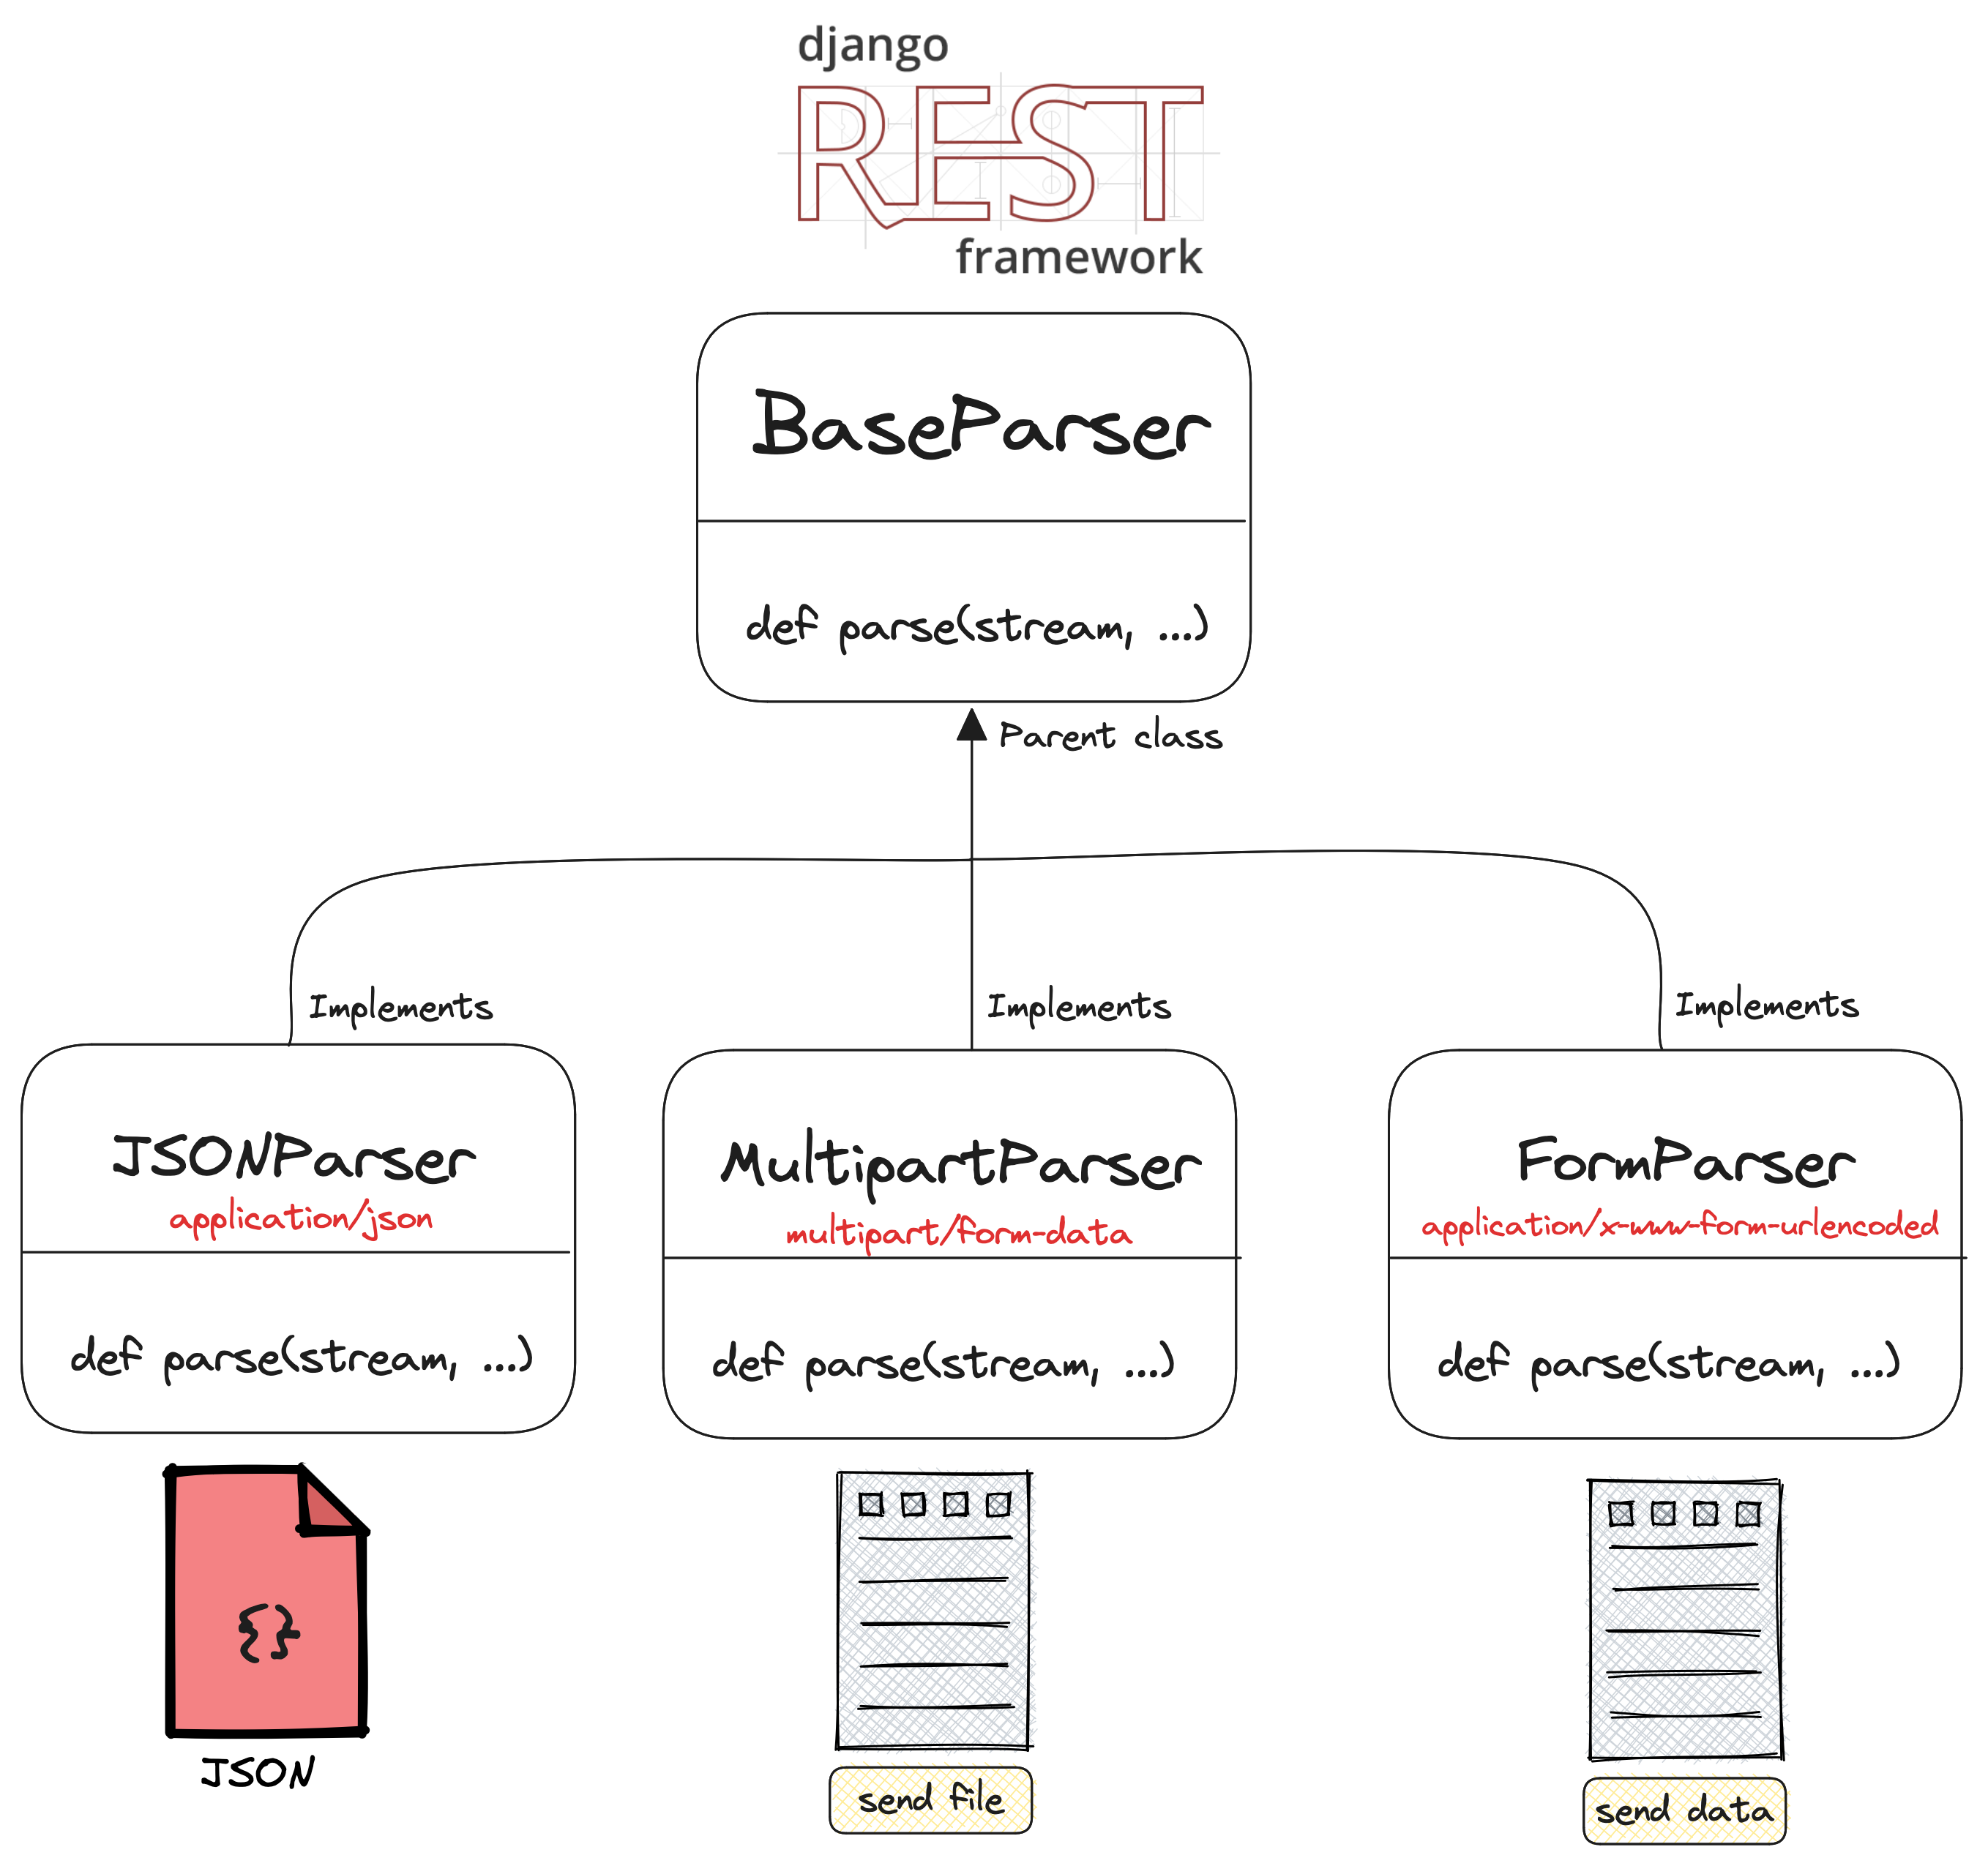 django
REST
framework
BaseParser
def parse(stream, ...)
Parent class
Implements
Implements
Implements
JSONParser
application/json
def parse(stream, ...)
MultipartParser
multipart/form-data
def parse(stream, ...)
FormParser
application/x-www-form-urlencoded
def parse(stream, ...)
{}
JSON
send file
send data